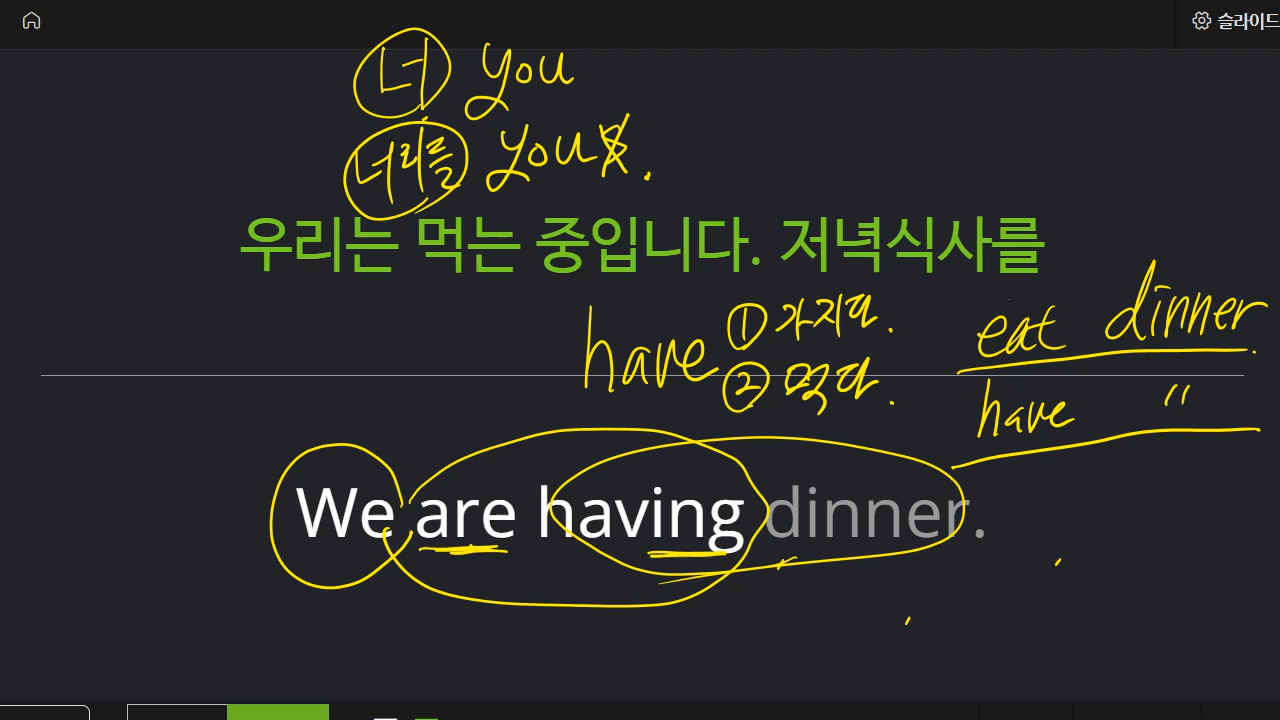 슬라이드
너 you
너희를 you
우리는 먹는 중입니다. 저녁식사를
have ① 가지다.
② 먹다.
eat dinner.
have "
We are having dinner.